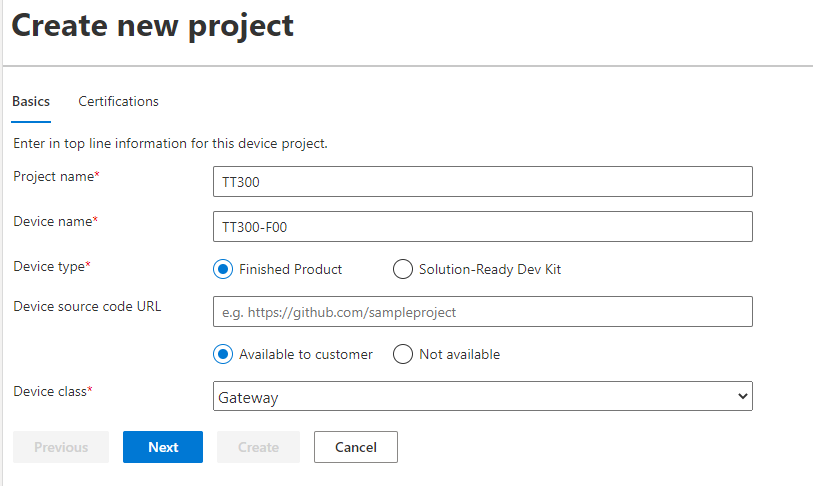 Create new project
Basics Certifications
Enter in top line information for this device project.
Project name* TT300
Device name* TT300-F00
Device type* Finished Product Solution-Ready Dev Kit
Device source code URL e.g. https://github.com/sampleproject
Available to customer Not available
Device class* Gateway
Previous Next Create Cancel